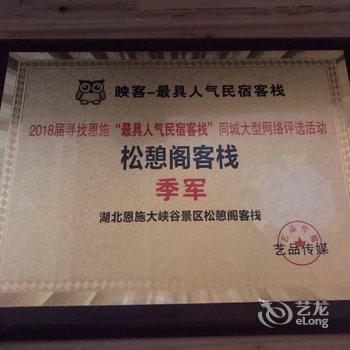 映客-最具人气民宿客栈
2018届寻找恩施“最具人气民宿客栈”同城大型网络评选活动
松憩阁客栈
季军
湖北恩施大峡谷景区松憩阁客栈
艺品传媒
艺龙
eLong